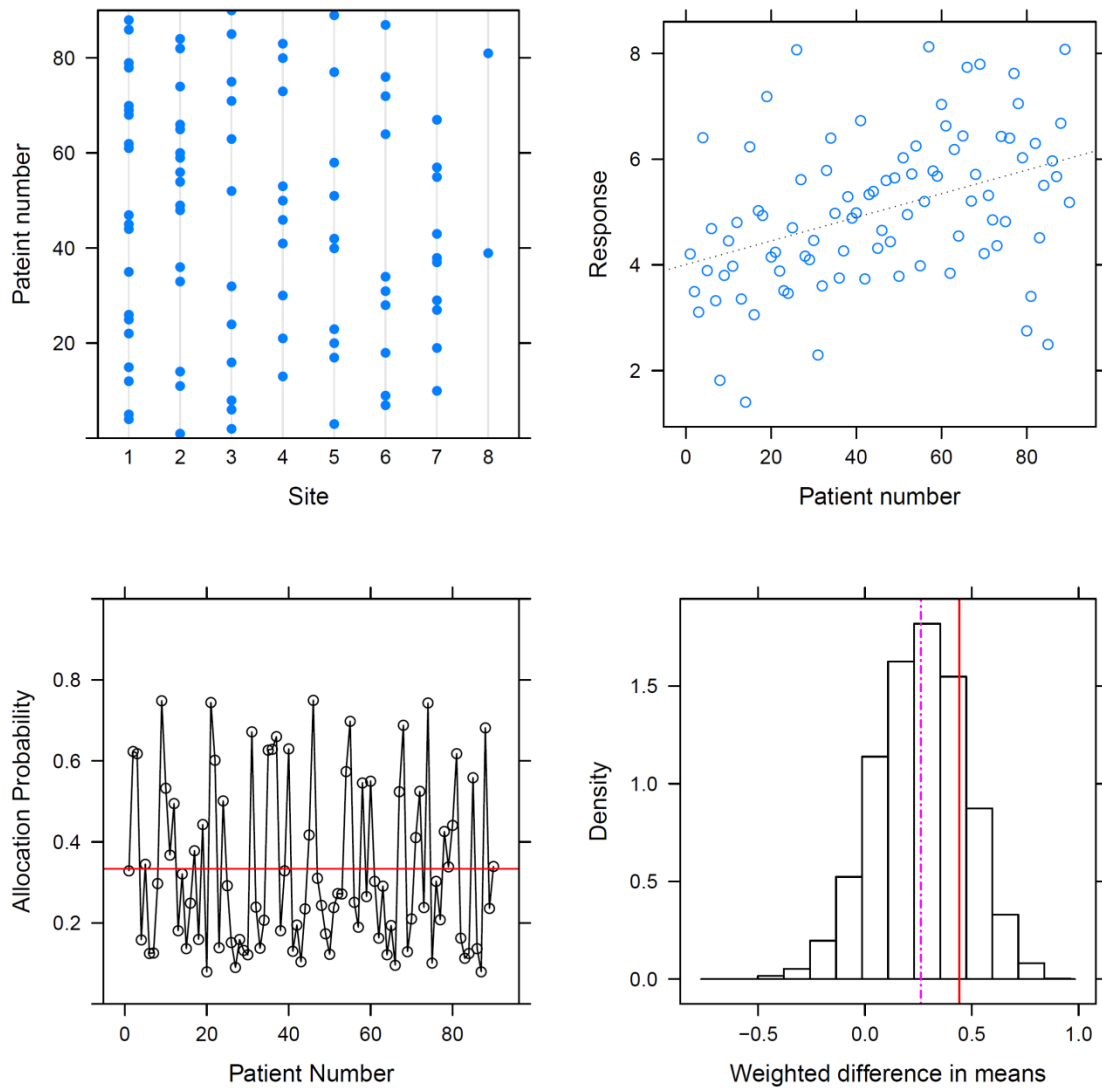 Pateint number
80
60
40
20
1 2 3 4 5 6 7 8
Site
Response
8
6
4
2
0 20 40 60 80
Patient number
Allocation Probability
0.8
0.6
0.4
0.2
0 20 40 60 80
Patient Number
Density
1.5
1.0
0.5
0.0
−0.5 0.0 0.5 1.0
Weighted difference in means